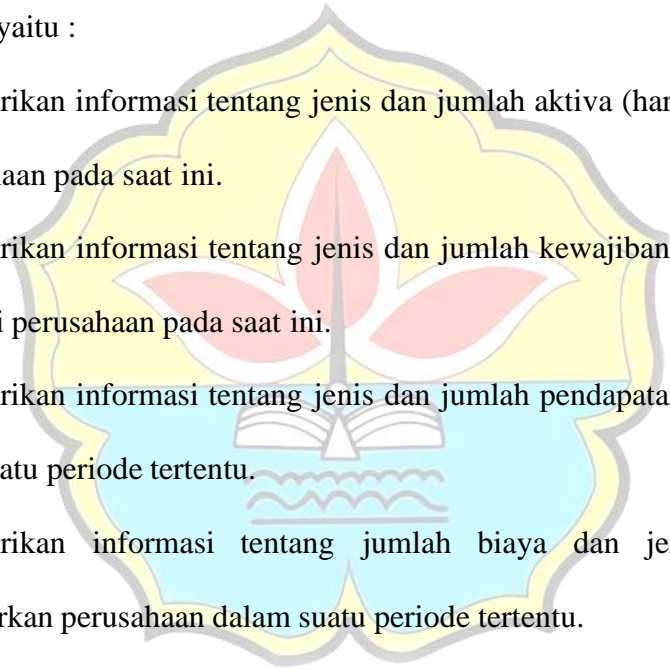 yaitu :
rikan informasi tentang jenis dan jumlah aktiva (har
aan pada saat ini.
rikan informasi tentang jenis dan jumlah kewajiban
i perusahaan pada saat ini.
rikan informasi tentang jenis dan jumlah pendapata
atu periode tertentu.
rikan informasi tentang jumlah biaya dan je
rkan perusahaan dalam suatu periode tertentu.